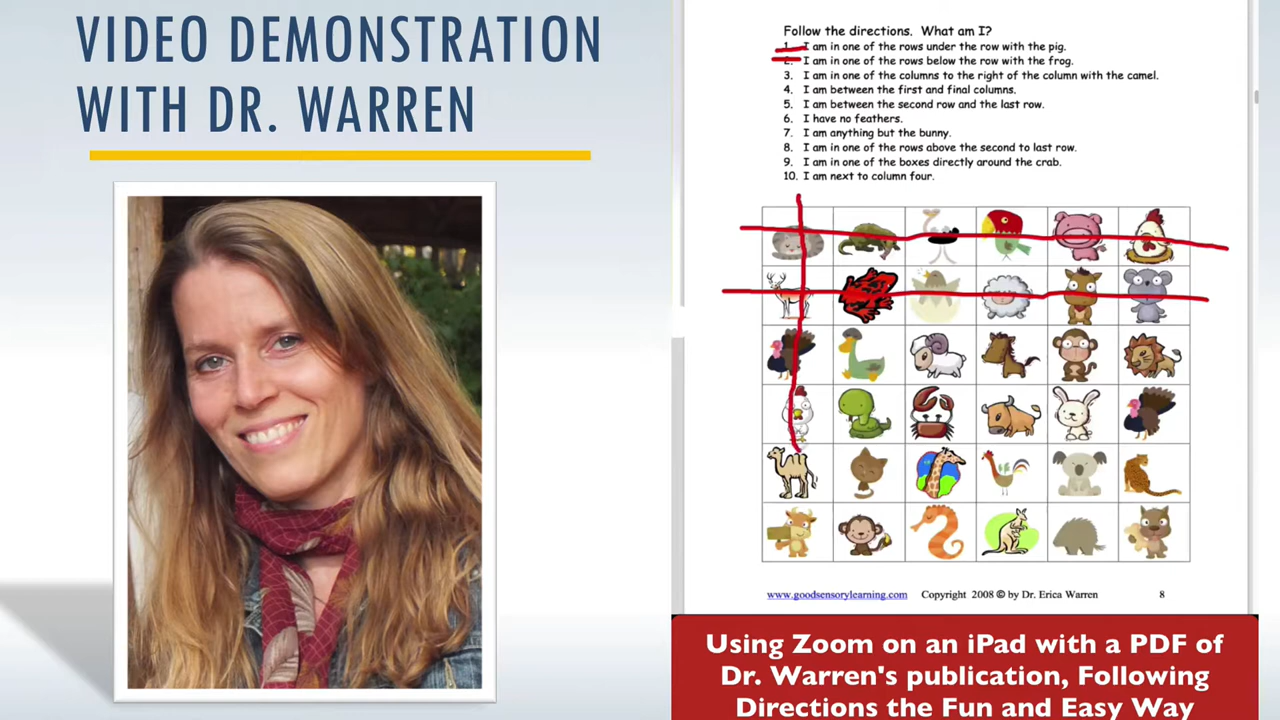 VIDEO DEMONSTRATION
WITH DR. WARREN
Follow the directions. What am I?
1. I am in one of the rows under the row with the pig.
2. I am in one of the rows below the row with the frog.
3. I am in one of the columns to the right of the column with the camel.
4. I am between the first and final columns.
5. I am between the second row and the last row.
6. I have no feathers.
7. I am anything but the bunny.
8. I am in one of the rows above the second to last row.
9. I am in one of the boxes directly around the crab.
10. I am next to column four.
www.goodsensorylearning.com Copyright 2008 © by Dr. Erica Warren 8
Using Zoom on an iPad with a PDF of
Dr. Warren's publication, Following
Directions the Fun and Easy Way